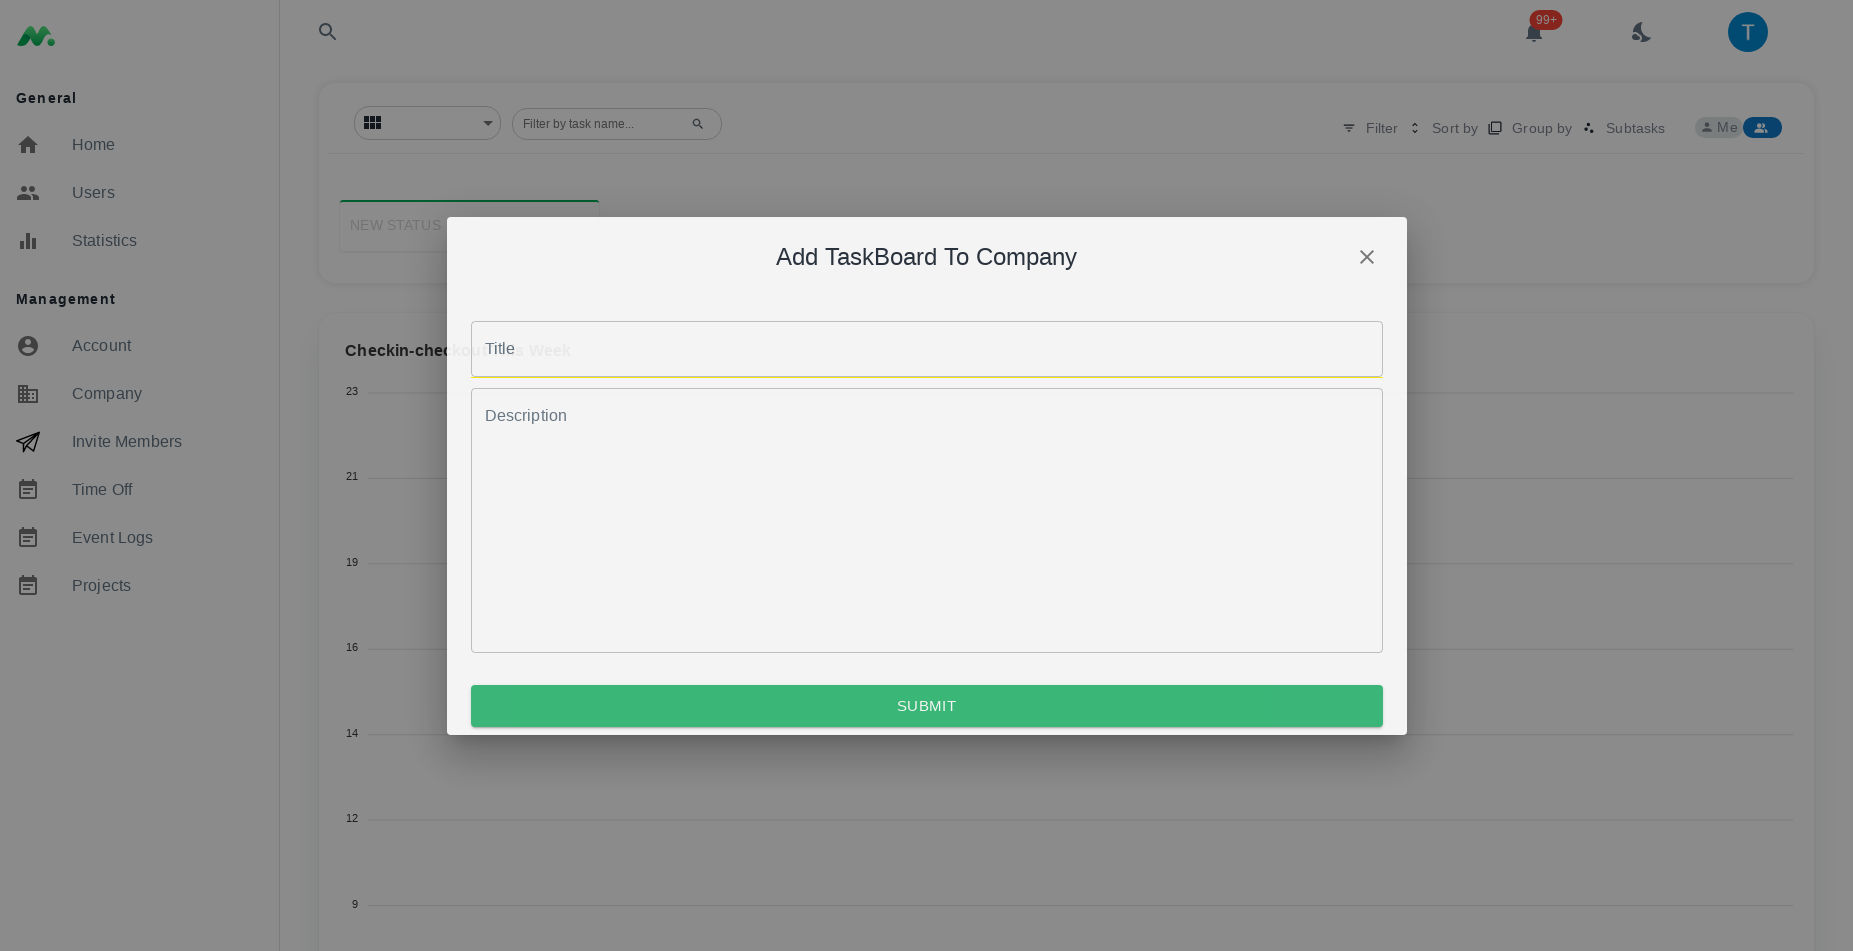 General
Home
Users
Statistics
Management
Account
Company
Invite Members
Time Off
Event Logs
Projects
99+
T
Filter by task name...
Filter
Sort by
Group by
Subtasks
Me
NEW STATUS
Add TaskBoard To Company
Checkin-checkout This Week
Title
Description
SUBMIT
23
21
19
16
14
12
9